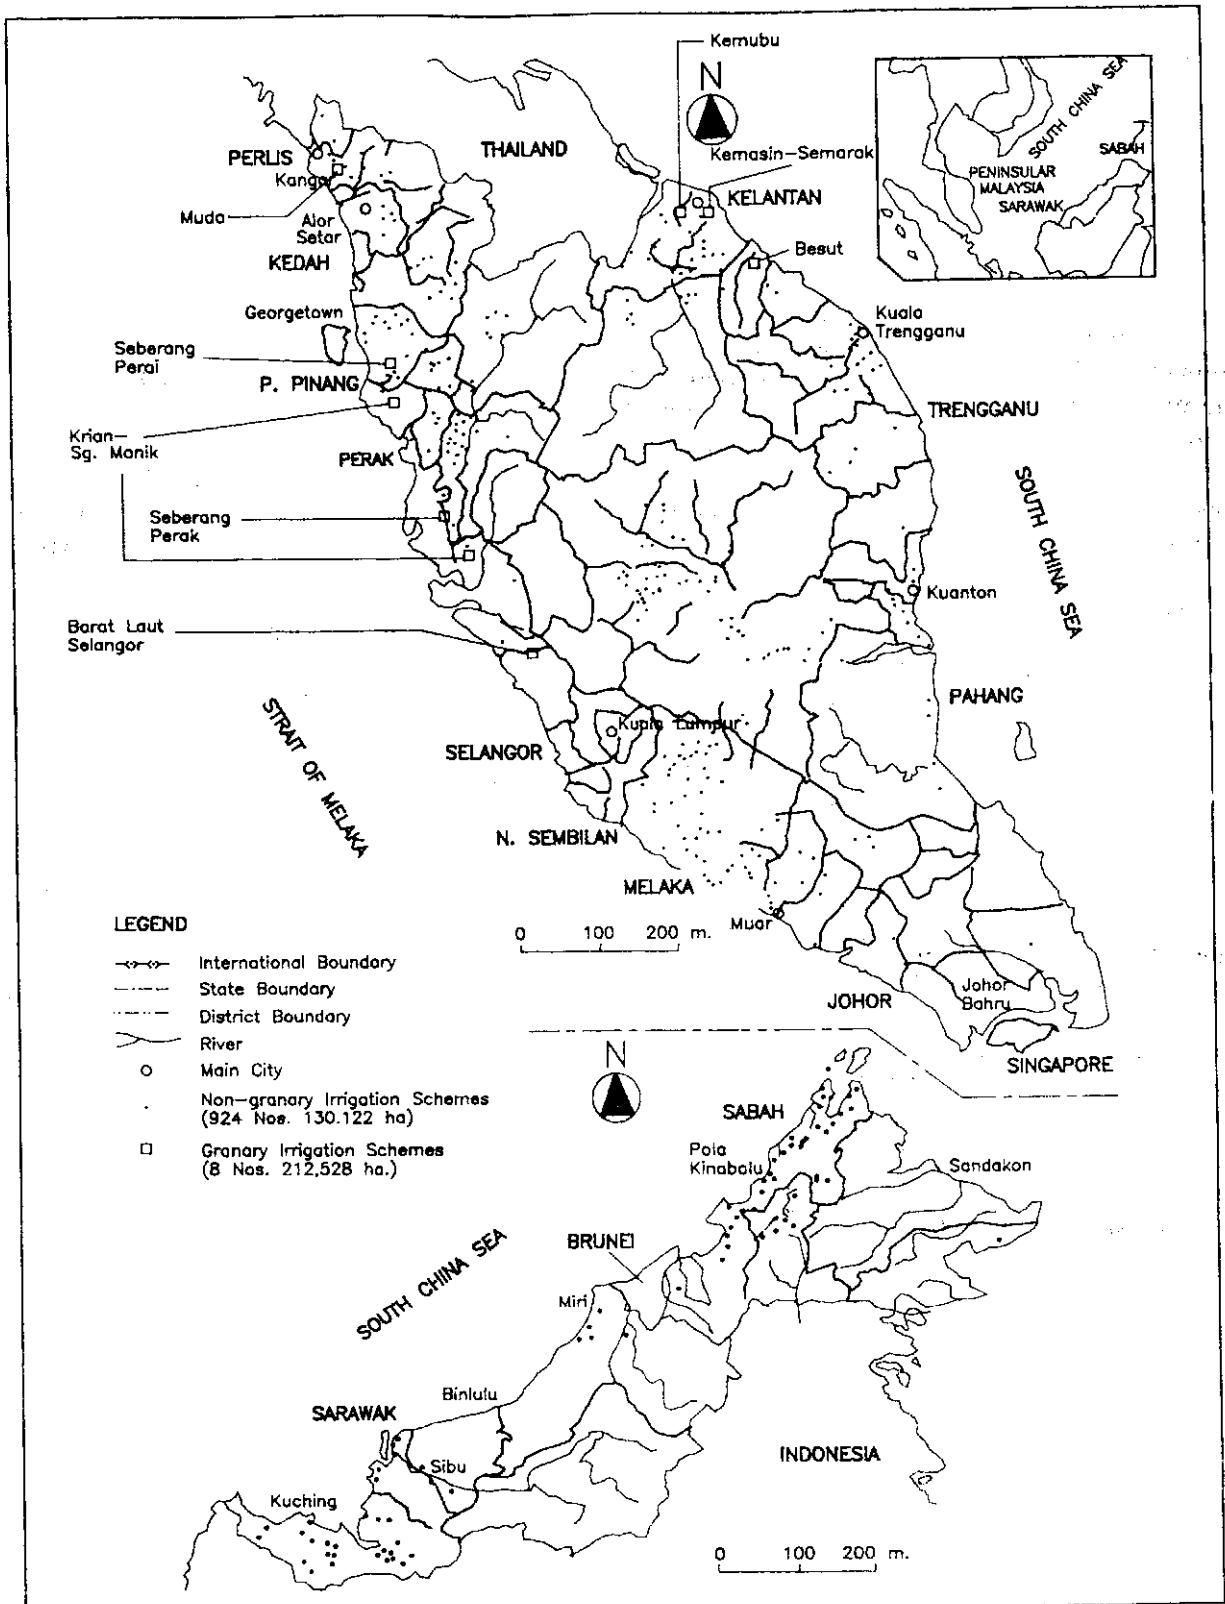 Kemubu
N
THAILAND
Kemasin-Semarak
PERLIS
Kangar
KELANTAN
Muda
Alor
Setar
KEDAH
Besut
Georgetown
Kuala
Trengganu
Seberang
Perai
P. PINANG
TRENGGANU
Krian-
Sg. Manik
PERAK
Seberang
Perak
SOUTH CHINA SEA
Kuanton
Barat Laut
Selangor
PAHANG
STRAIT OF MELAKA
Kuala Lumpur
SELANGOR
N. SEMBILAN
MELAKA
Muar
0 100 200 m.
JOHOR
Johor
Bahru
SINGAPORE
SOUTH CHINA SEA
SABAH
PENINSULAR
MALAYSIA
SARAWAK
LEGEND
International Boundary
State Boundary
District Boundary
River
Main City
Non-granary Irrigation Schemes
(924 Nos. 130.122 ha)
Granary Irrigation Schemes
(8 Nos. 212,528 ha.)
N
SABAH
Pola
Kinabalu
Sandakon
BRUNEI
SOUTH CHINA SEA
Miri
Binlulu
SARAWAK
Sibu
INDONESIA
Kuching
0 100 200 m.